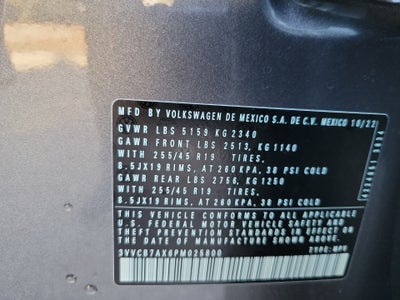 MFD BY VOLKSWAGEN DE MEXICO S.A. DE C.V. MEXICO 10/22
GVWR LBS 5159 KG 2340
GAWR FRONT LBS 2513, KG 1140
WITH 255/45 R19 TIRES.
8.5JX19 RIMS, AT 260 KPA, 38 PSI COLD
GAWR REAR LBS 2756, KG 1250
WITH 255/45 R19 TIRES.
8.5JX19 RIMS, AT 260 KPA, 38 PSI COLD
THIS VEHICLE CONFORMS TO ALL APPLICABLE
U.S. FEDERAL MOTOR VEHICLE SAFETY AND
THEFT PREVENTION STANDARDS IN EFFECT ON
THE DATE OF MANUFACTURE SHOWN ABOVE.
3VVCB7AX6PM025800 TYPE: MPV